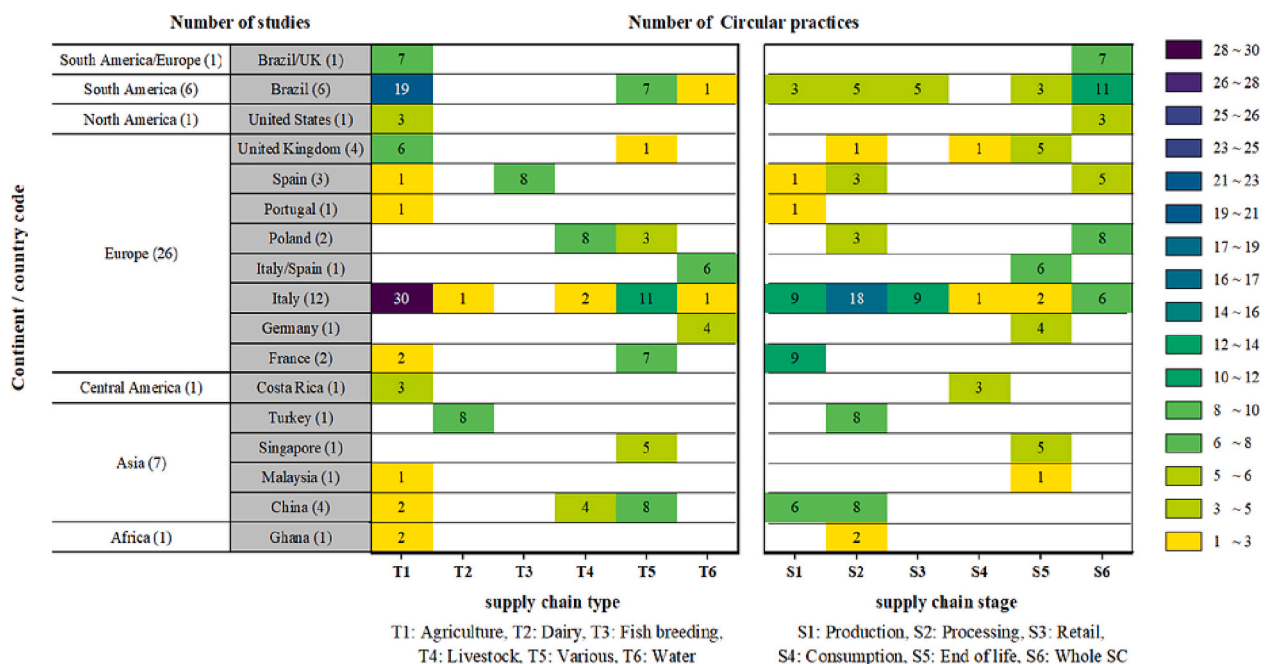 Number of studies
Number of Circular practices
Continent / country code
South America/Europe (1) Brazil/UK (1) 7 7
South America (6) Brazil (6) 19 7 1 3 5 5 3 11
North America (1) United States (1) 3 3
United Kingdom (4) 6 1 1 1 5
Spain (3) 1 8 1 3 5
Portugal (1) 1 1
Poland (2) 8 3 3 8
Europe (26)
Italy/Spain (1) 6 6
Italy (12) 30 1 2 11 1 9 18 9 1 2 6
Germany (1) 4 4
France (2) 2 7 9
Central America (1) Costa Rica (1) 3 3
Turkey (1) 8 8
Singapore (1) 5 5
Asia (7)
Malaysia (1) 1 1
China (4) 2 4 8 6 8
Africa (1) Ghana (1) 2 2
T1 T2 T3 T4 T5 T6 S1 S2 S3 S4 S5 S6
supply chain type
supply chain stage
T1: Agriculture, T2: Dairy, T3: Fish breeding,
T4: Livestock, T5: Various, T6: Water
S1: Production, S2: Processing, S3: Retail,
S4: Consumption, S5: End of life, S6: Whole SC
28 ~ 30
26 ~ 28
25 ~ 26
23 ~ 25
21 ~ 23
19 ~ 21
17 ~ 19
16 ~ 17
14 ~ 16
12 ~ 14
10 ~ 12
8 ~ 10
6 ~ 8
5 ~ 6
3 ~ 5
1 ~ 3